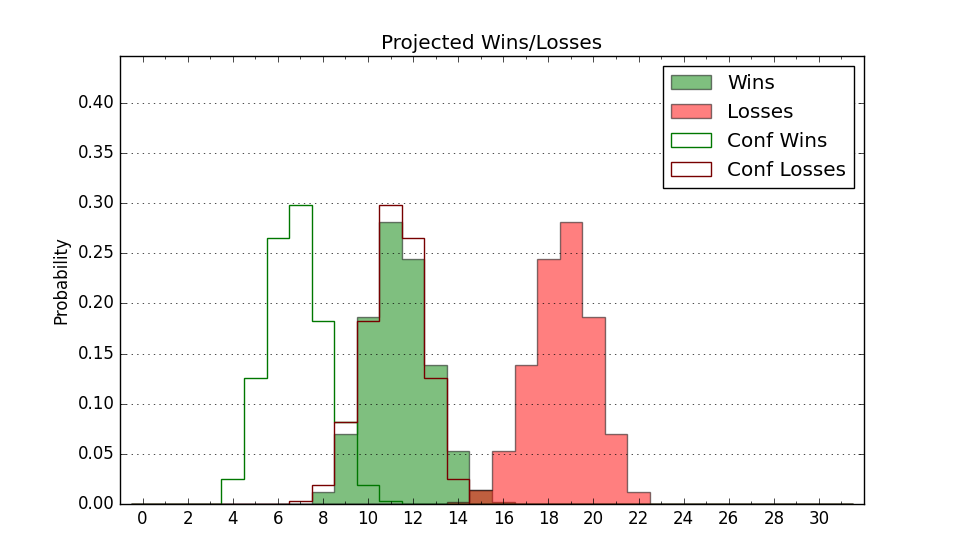 Projected Wins/Losses
Wins
Losses
Conf Wins
Conf Losses
Probability
0.40
0.35
0.30
0.25
0.20
0.15
0.10
0.05
0.00
0 2 4 6 8 10 12 14 16 18 20 22 24 26 28 30